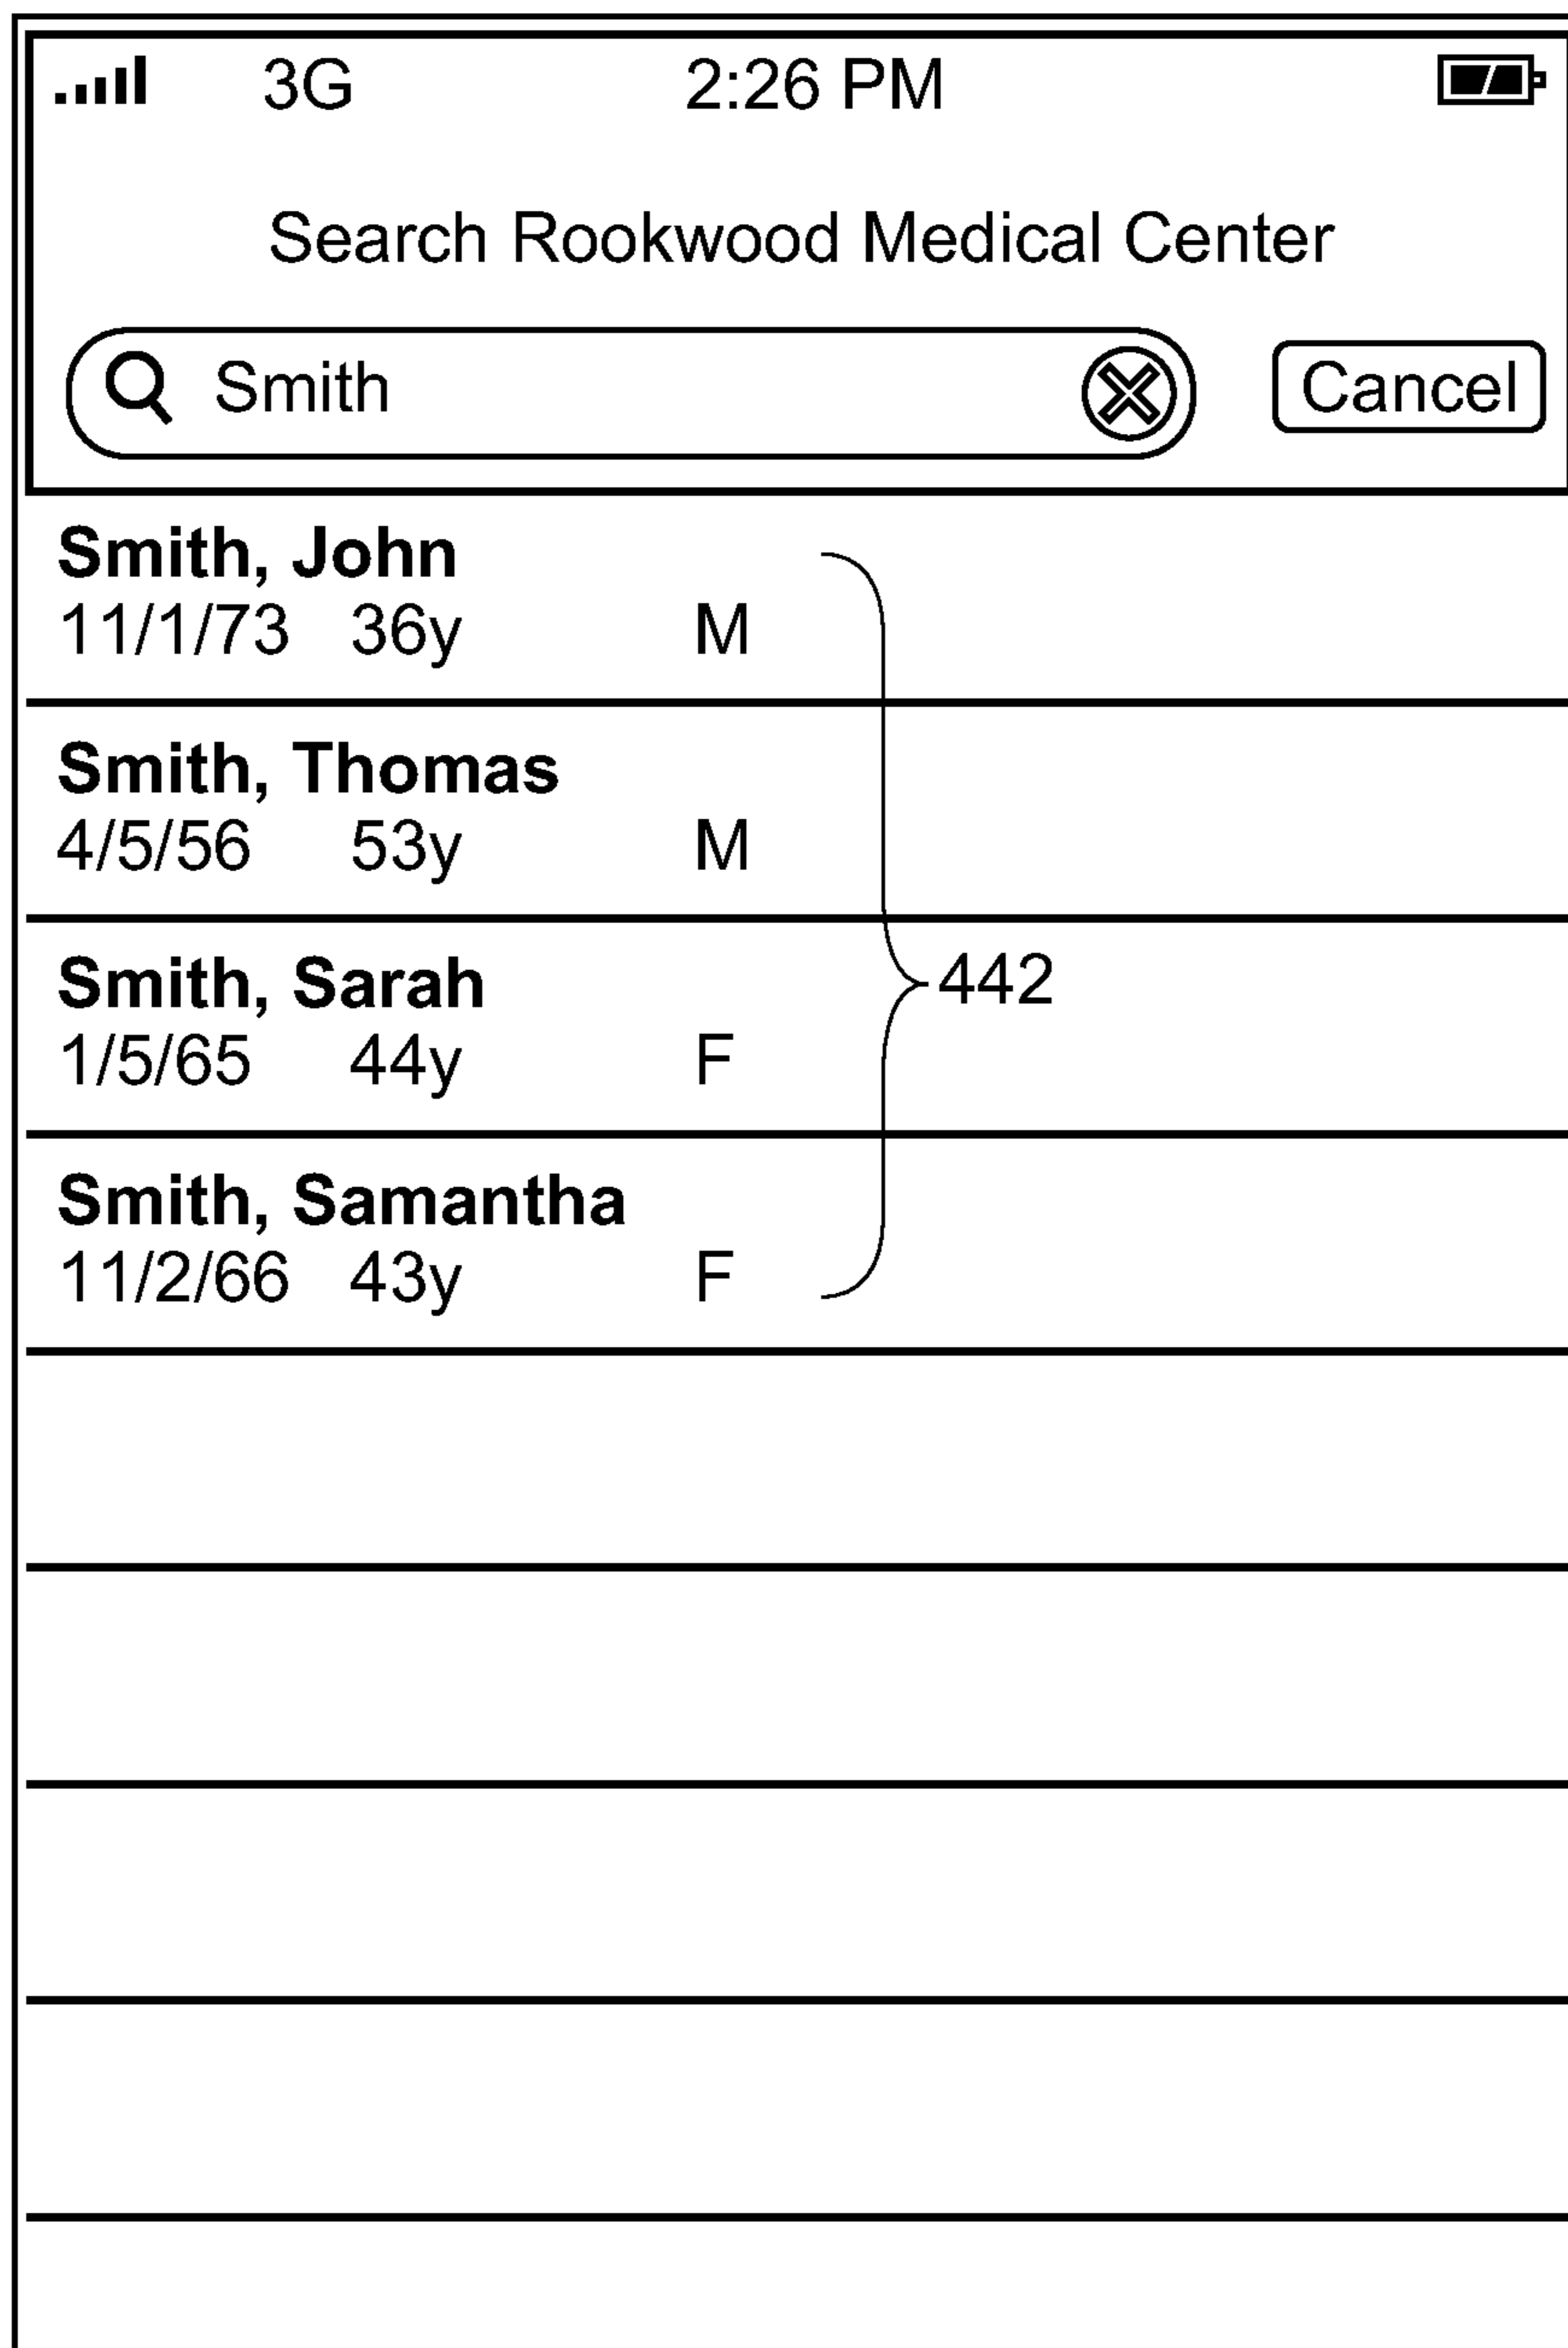 3G 2:26 PM
Search Rookwood Medical Center
Smith Cancel
Smith, John
11/1/73 36y M
Smith, Thomas
4/5/56 53y M
Smith, Sarah
442
1/5/65 44y F
Smith, Samantha
11/2/66 43y F